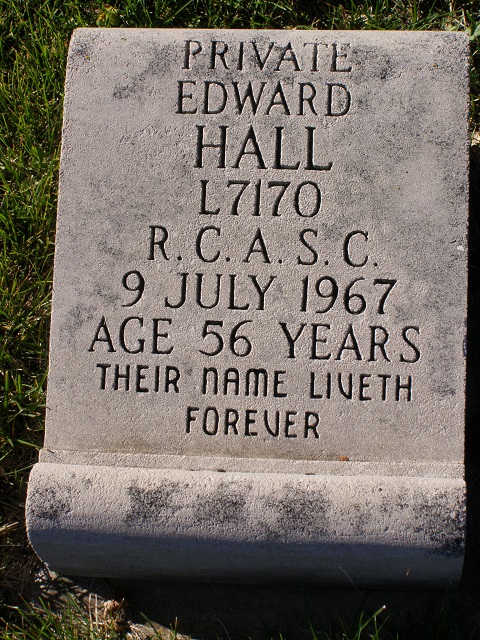 PRIVATE
EDWARD
HALL
L7170
R.C.A.S.C.
9 JULY 1967
AGE 56 YEARS
THEIR NAME LIVETH
FOREVER